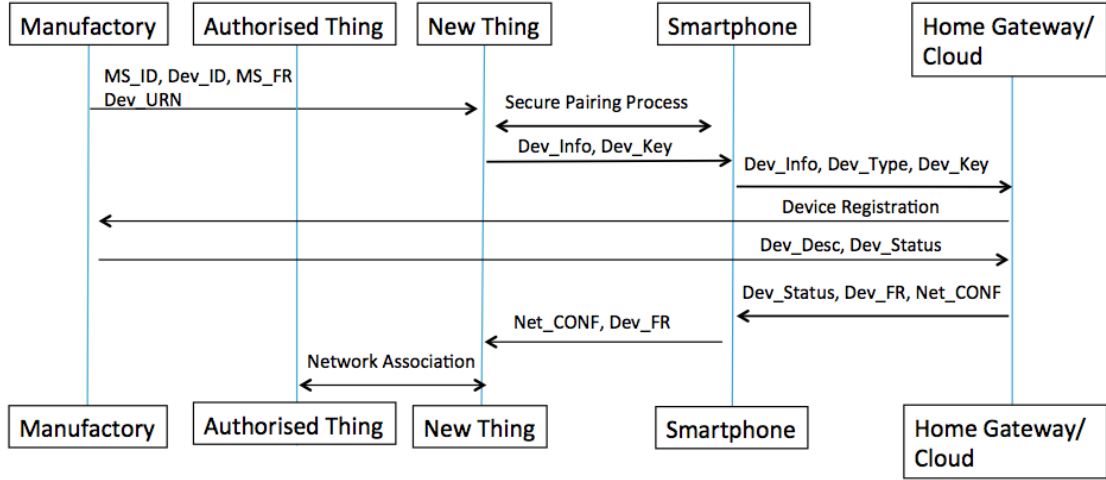 Manufactory
Authorised Thing
New Thing
Smartphone
Home Gateway/
Cloud
MS_ID, Dev_ID, MS_FR
Dev_URN
Secure Pairing Process
Dev_Info, Dev_Key
Dev_Info, Dev_Type, Dev_Key
Device Registration
Dev_Desc, Dev_Status
Dev_Status, Dev_FR, Net_CONF
Net_CONF, Dev_FR
Network Association
Manufactory
Authorised Thing
New Thing
Smartphone
Home Gateway/
Cloud